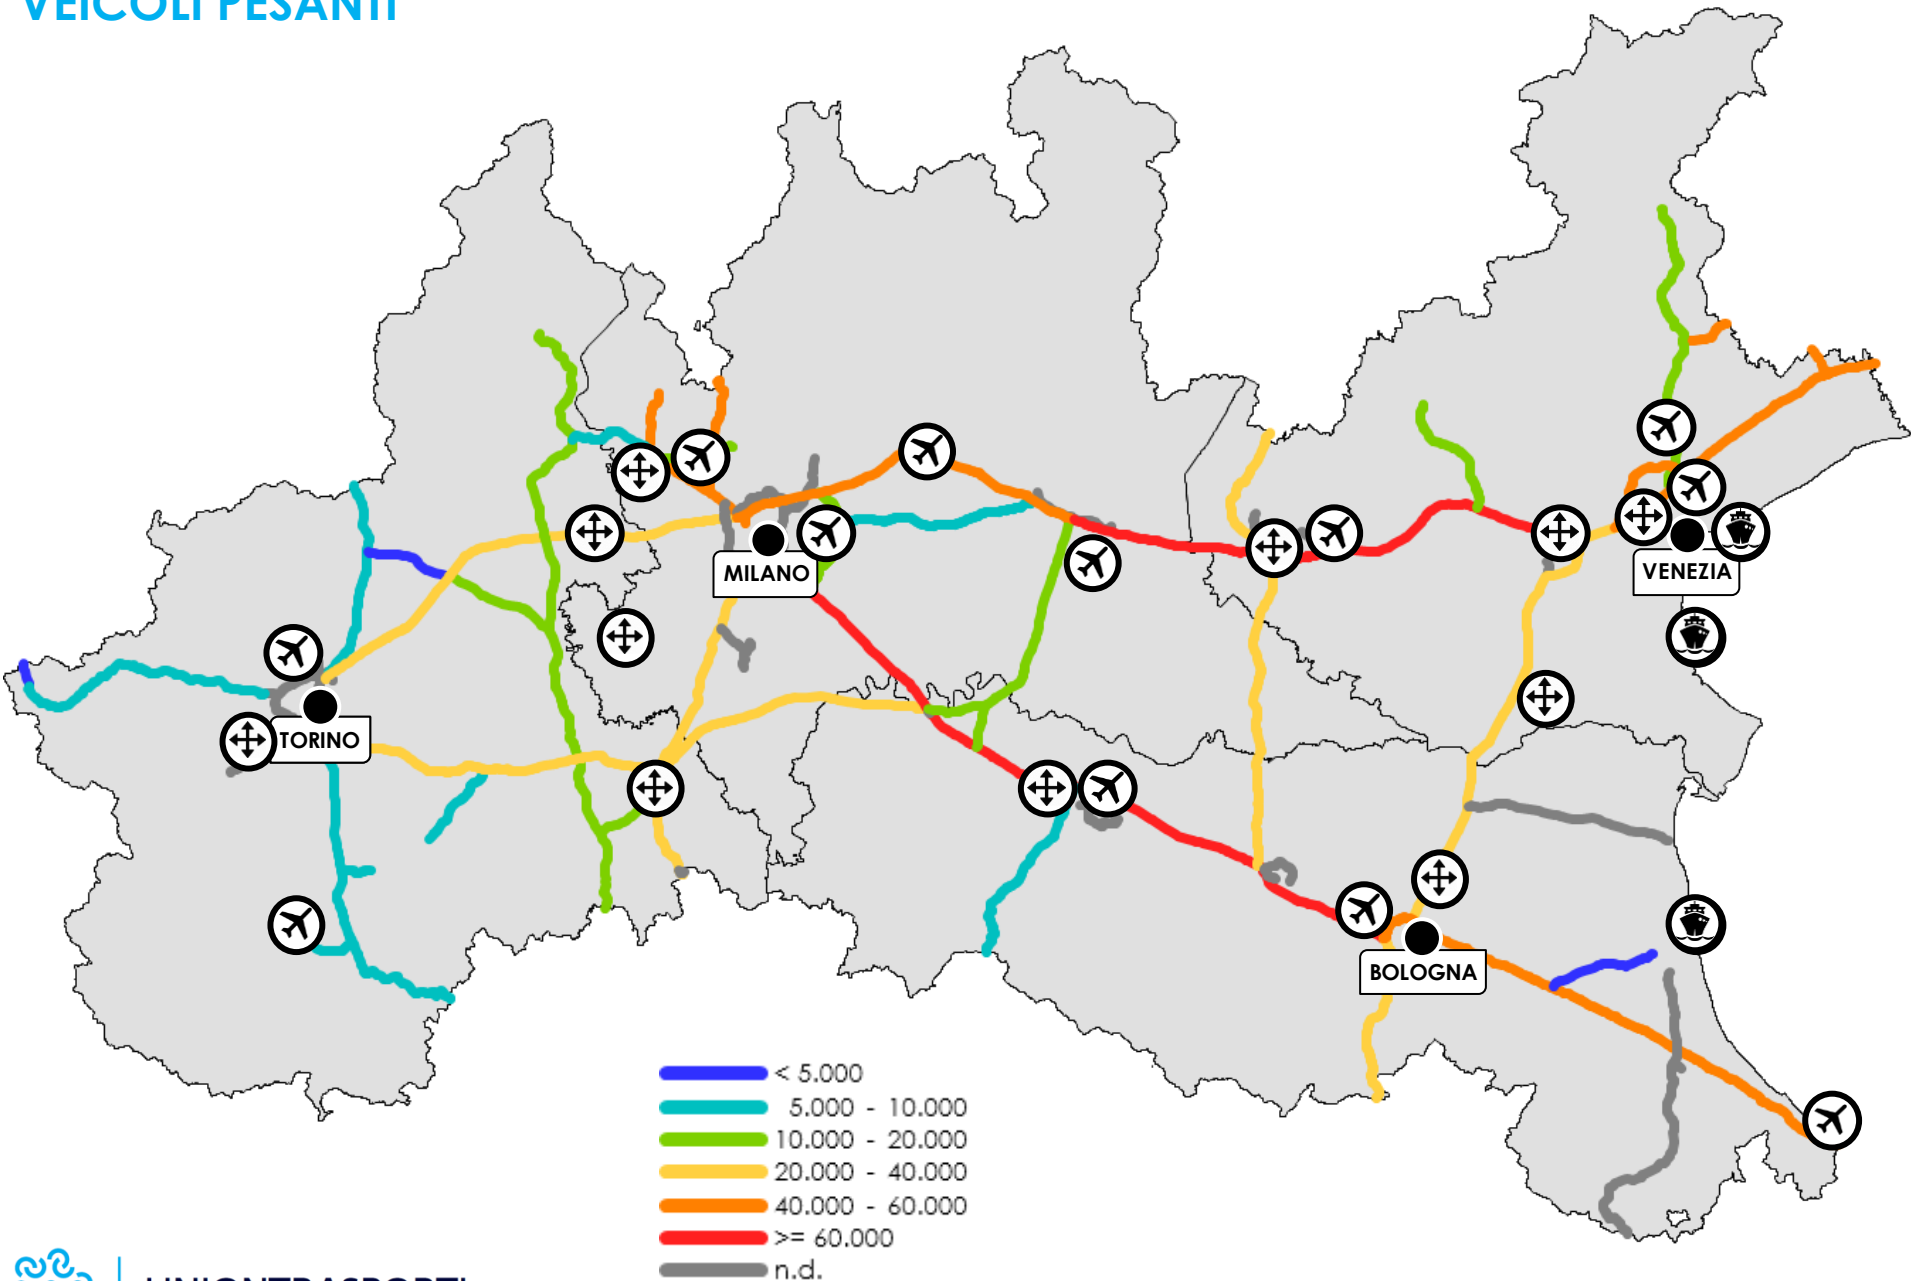 VEICOLI PESANTI
MILANO
VENEZIA
TORINO
BOLOGNA
< 5.000
5.000 - 10.000
10.000 - 20.000
20.000 - 40.000
40.000 - 60.000
>= 60.000
n.d.
UNIONTRASPORTI